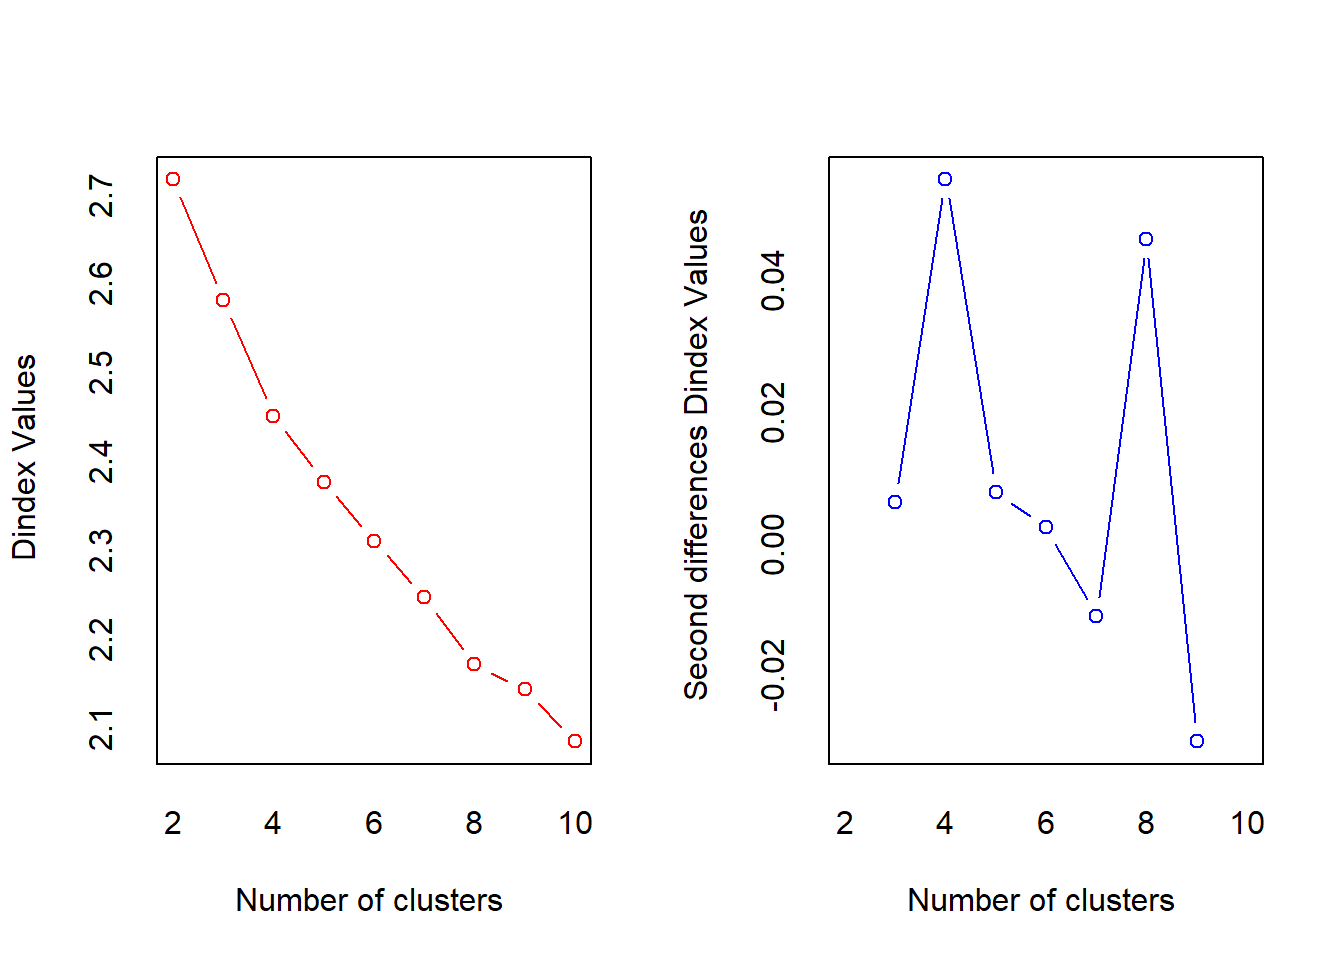 Dindex Values
2.7
2.6
2.5
2.4
2.3
2.2
2.1
2 4 6 8 10
Number of clusters
Second differences Dindex Values
0.04
0.02
0.00
-0.02
2 4 6 8 10
Number of clusters